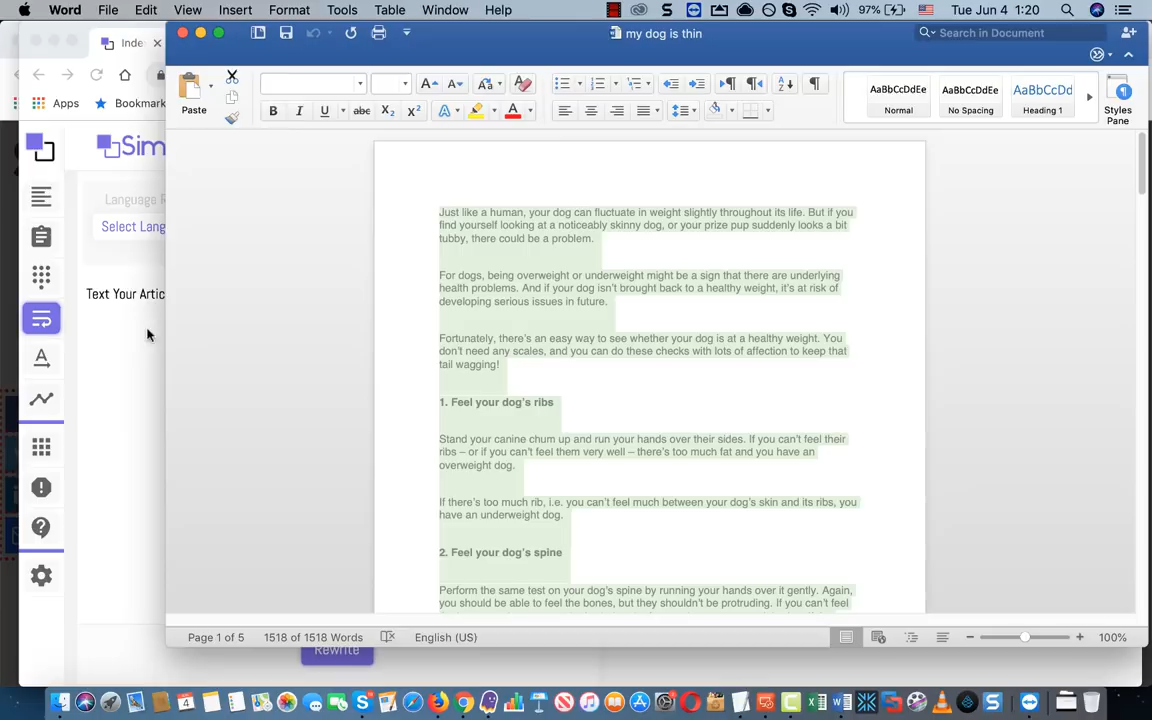 Word File Edit View Insert Format Tools Table Window Help
97% Tue Jun 4 1:20
my dog is thin
Search in Document
Inde
Apps
Bookmark
Paste
B I U abc X2 X2
A A Aa A
AaBbCcDdEe AaBbCcDdEe AaBbCcDd
Normal No Spacing Heading 1
Styles
Pane
Sim
Language R
Select Lang
Text Your Artic
Just like a human, your dog can fluctuate in weight slightly throughout its life. But if you
find yourself looking at a noticeably skinny dog, or your prize pup suddenly looks a bit
tubby, there could be a problem.
For dogs, being overweight or underweight might be a sign that there are underlying
health problems. And if your dog isn't brought back to a healthy weight, it's at risk of
developing serious issues in future.
Fortunately, there's an easy way to see whether your dog is at a healthy weight. You
don't need any scales, and you can do these checks with lots of affection to keep that
tail wagging!
1. Feel your dog's ribs
Stand your canine chum up and run your hands over their sides. If you can't feel their
ribs – or if you can't feel them very well – there's too much fat and you have an
overweight dog.
If there's too much rib, i.e. you can't feel much between your dog's skin and its ribs, you
have an underweight dog.
2. Feel your dog's spine
Perform the same test on your dog's spine by running your hands over it gently. Again,
you should be able to feel the bones, but they shouldn't be protruding. If you can't feel
Page 1 of 5 1518 of 1518 Words English (US) 100%
Rewrite